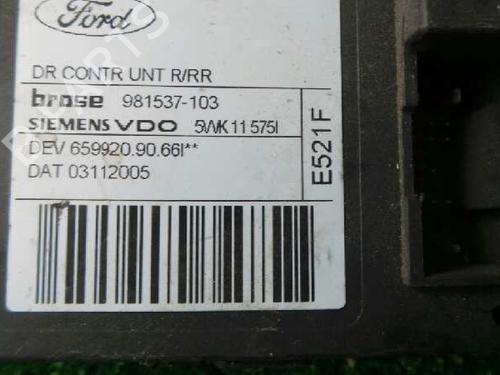 Ford
DR CONTR UNT R/RR
brose 981537-103
SIEMENS VDO 5WK11575I
DEV 659920.90.66I**
DAT 03112005
E521F